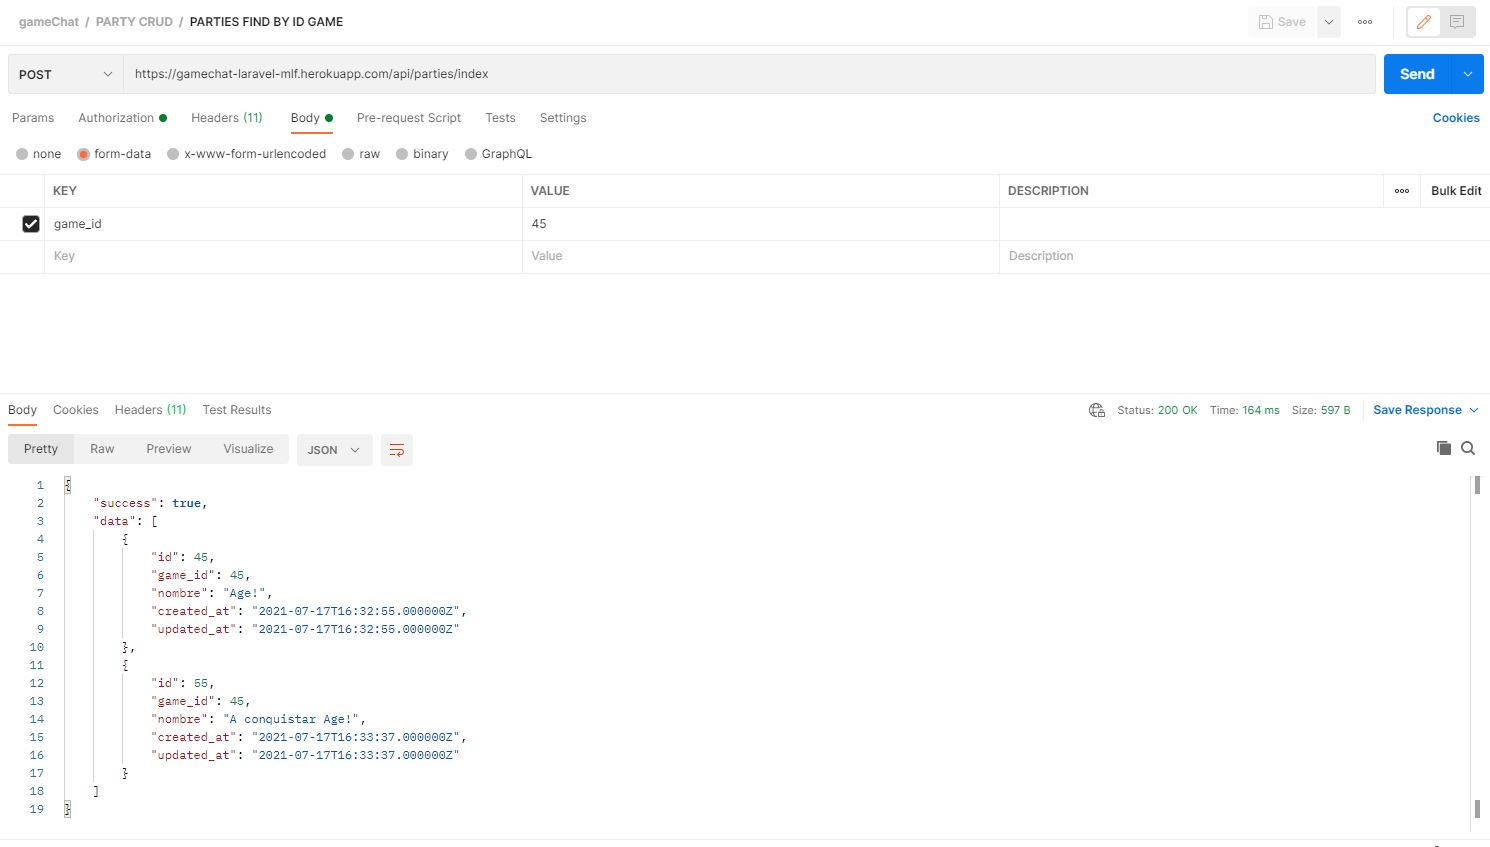 gameChat / PARTY CRUD / PARTIES FIND BY ID GAME
Save
POST
https://gamechat-laravel-mlf.herokuapp.com/api/parties/index
Send
Params Authorization Headers (11) Body Pre-request Script Tests Settings
Cookies
none form-data x-www-form-urlencoded raw binary GraphQL
KEY VALUE DESCRIPTION
Bulk Edit
game_id 45
Key Value Description
Body Cookies Headers (11) Test Results
Status: 200 OK Time: 164 ms Size: 597 B Save Response
Pretty Raw Preview Visualize JSON
1 {
2 "success": true,
3 "data": [
4 {
5 "id": 45,
6 "game_id": 45,
7 "nombre": "Age!",
8 "created_at": "2021-07-17T16:32:55.000000Z",
9 "updated_at": "2021-07-17T16:32:55.000000Z"
10 },
11 {
12 "id": 55,
13 "game_id": 45,
14 "nombre": "A conquistar Age!",
15 "created_at": "2021-07-17T16:33:37.000000Z",
16 "updated_at": "2021-07-17T16:33:37.000000Z"
17 }
18 ]
19 }